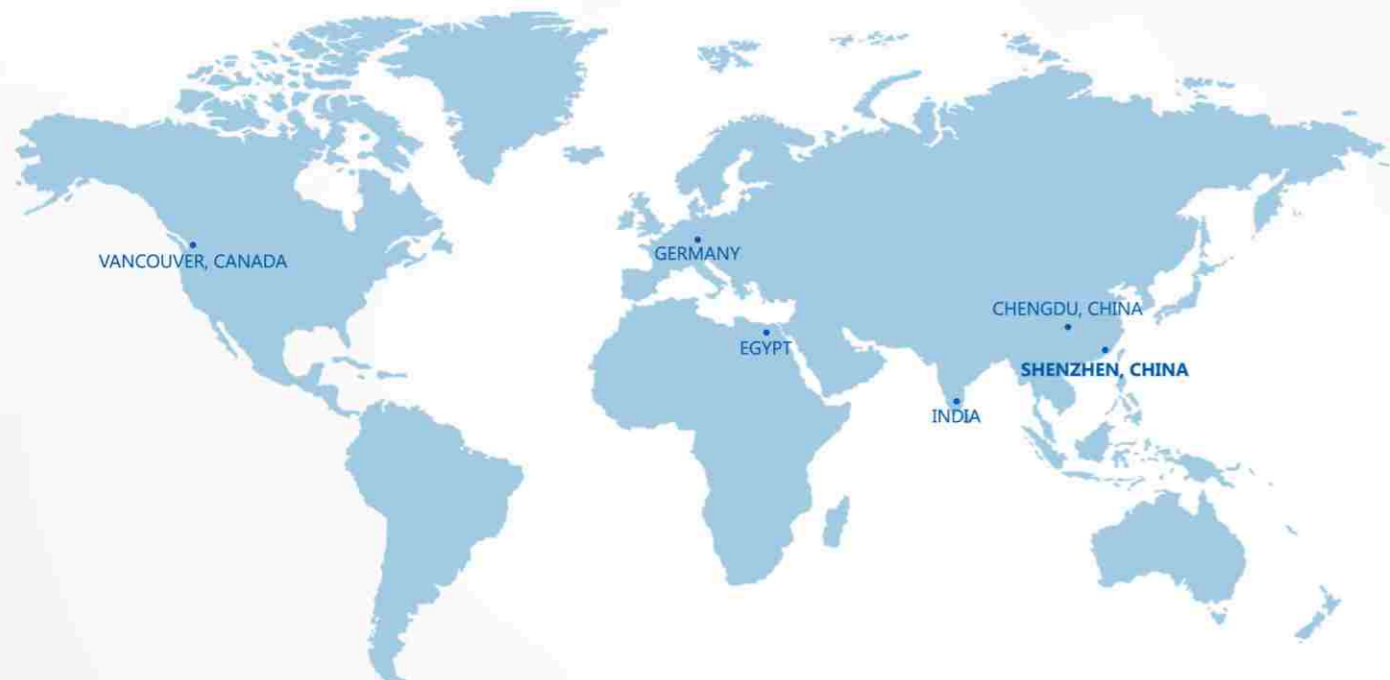 VANCOUVER, CANADA
GERMANY
CHENGDU, CHINA
EGYPT
SHENZHEN, CHINA
INDIA